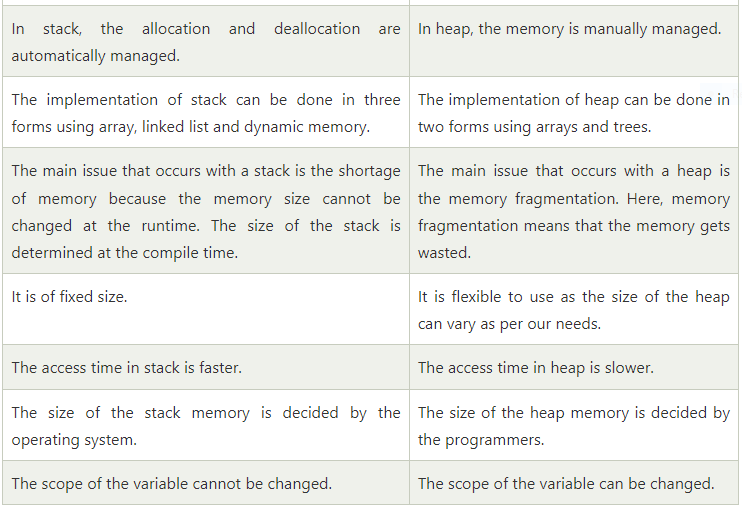 In stack, the allocation and deallocation are
automatically managed.
In heap, the memory is manually managed.
The implementation of stack can be done in three
forms using array, linked list and dynamic memory.
The implementation of heap can be done in
two forms using arrays and trees.
The main issue that occurs with a stack is the shortage
of memory because the memory size cannot be
changed at the runtime. The size of the stack is
determined at the compile time.
The main issue that occurs with a heap is
the memory fragmentation. Here, memory
fragmentation means that the memory gets
wasted.
It is of fixed size.
It is flexible to use as the size of the heap
can vary as per our needs.
The access time in stack is faster.
The access time in heap is slower.
The size of the stack memory is decided by the
operating system.
The size of the heap memory is decided by
the programmers.
The scope of the variable cannot be changed.
The scope of the variable can be changed.